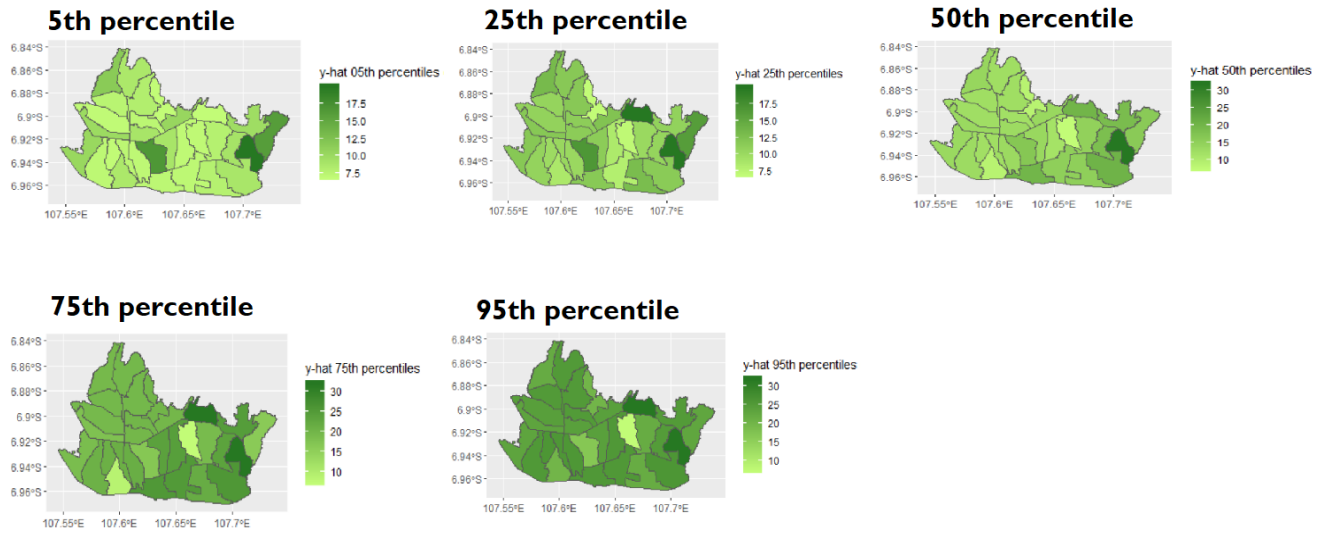 5th percentile
6.84°S
6.86°S
6.88°S
6.9°S
6.92°S
6.94°S
6.96°S
107.55°E 107.6°E 107.65°E 107.7°E
y-hat 05th percentiles
17.5
15.0
12.5
10.0
7.5
25th percentile
6.84°S
6.86°S
6.88°S
6.9°S
6.92°S
6.94°S
6.96°S
107.55°E 107.6°E 107.65°E 107.7°E
y-hat 25th percentiles
17.5
15.0
12.5
10.0
7.5
50th percentile
6.84°S
6.86°S
6.88°S
6.9°S
6.92°S
6.94°S
6.96°S
107.55°E 107.6°E 107.65°E 107.7°E
y-hat 50th percentiles
30
25
20
15
10
75th percentile
6.84°S
6.86°S
6.88°S
6.9°S
6.92°S
6.94°S
6.96°S
107.55°E 107.6°E 107.65°E 107.7°E
y-hat 75th percentiles
30
25
20
15
10
95th percentile
6.84°S
6.86°S
6.88°S
6.9°S
6.92°S
6.94°S
6.96°S
107.55°E 107.6°E 107.65°E 107.7°E
y-hat 95th percentiles
30
25
20
15
10